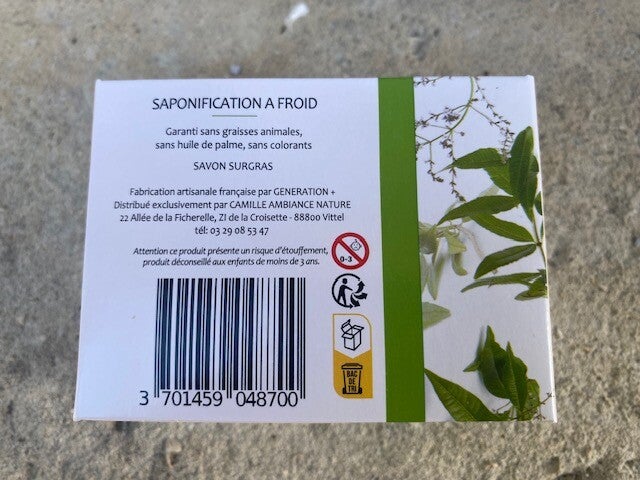 SAPONIFICATION A FROID
Garanti sans graisses animales,
sans huile de palme, sans colorants
SAVON SURGRAS
Fabrication artisanale française par GENERATION +
Distribué exclusivement par CAMILLE AMBIANCE NATURE
22 Allée de la Ficherelle, ZI de la Croisette - 88800 Vittel
tél: 03 29 08 53 47
Attention ce produit présente un risque d'étouffement,
produit déconseillé aux enfants de moins de 3 ans.
0-3
BAC
DE
TRI
3 701459 048700